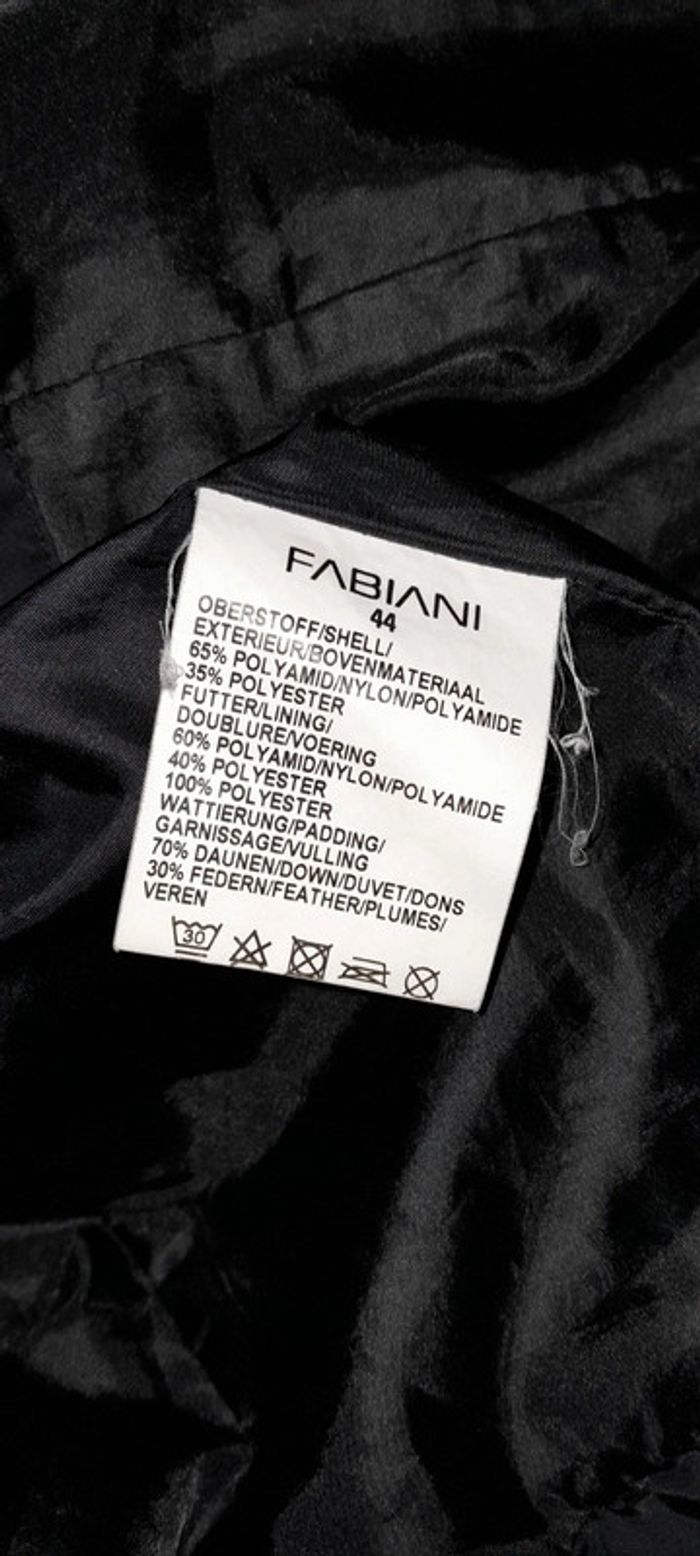 FABIANI
44
OBERSTOFF/SHELL/
EXTERIEUR/BOVENMATERIAAL
65% POLYAMID/NYLON/POLYAMIDE
35% POLYESTER
FUTTER/LINING/
DOUBLURE/VOERING
60% POLYAMID/NYLON/POLYAMIDE
40% POLYESTER
100% POLYESTER
WATTIERUNG/PADDING/
GARNISSAGE/VULLING
70% DAUNEN/DOWN/DUVET/DONS
30% FEDERN/FEATHER/PLUMES/
VEREN
30